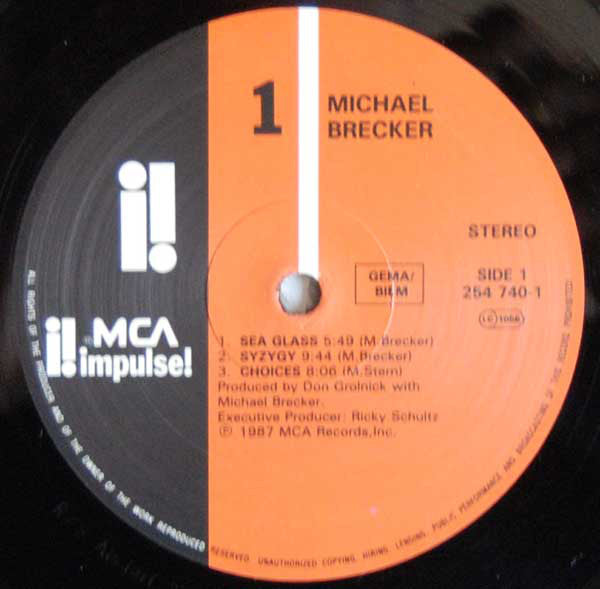 1
MICHAEL
BRECKER
i!
STEREO
GEMA/
BIEM
SIDE 1
254 740-1
LC 1056
i! MCA
impulse!
1. SEA GLASS 5:49 (M.Brecker)
2. SYZYGY 9:44 (M.Brecker)
3. CHOICES 8:06 (M.Stern)
Produced by Don Grolnick with
Michael Brecker.
Executive Producer: Ricky Schultz
℗ 1987 MCA Records,Inc.
ALL RIGHTS OF THE PRODUCER AND OF THE OWNER OF THE WORK REPRODUCED RESERVED. UNAUTHORIZED COPYING, HIRING, LENDING, PUBLIC PERFORMANCE AND BROADCASTING OF THIS RECORD PROHIBITED